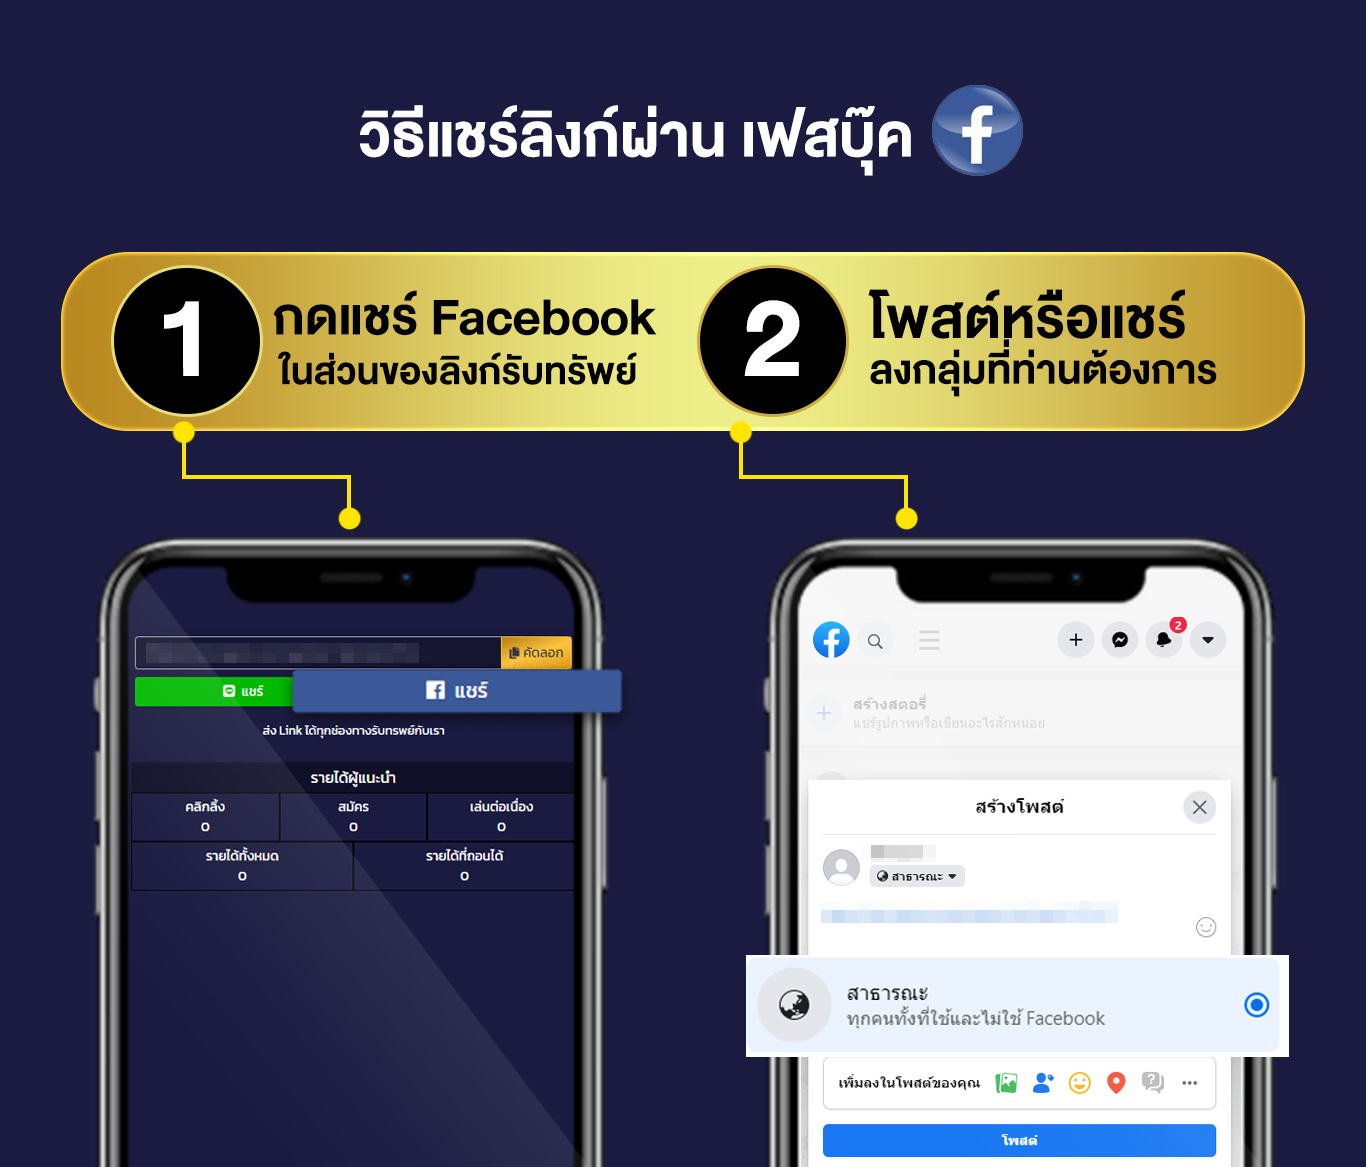 วิธีแชร์ลิงก์ผ่าน เฟสบุ๊ค
1
กดแชร์ Facebook
ในส่วนของลิงก์รับทรัพย์
2
โพสต์หรือแชร์
ลงกลุ่มที่ท่านต้องการ
คัดลอก
แชร์
แชร์
ส่ง Link ได้ทุกช่องทางรับทรพย์กับเรา
รายได้ผู้แนะนำ
คลิกลิ้ง
0
สมัคร
0
เล่นต่อเนื่อง
0
รายได้ทั้งหมด
0
รายได้ที่ถอนได้
0
2
สร้างสตอรี่
แชร์รูปภาพหรือเขียนอะไรสักหน่อย
สร้างโพสต์
สาธารณะ
สาธารณะ
ทุกคนทั้งที่ใช้และไม่ใช้ Facebook
เพิ่มลงในโพสต์ของคุณ
โพสต์